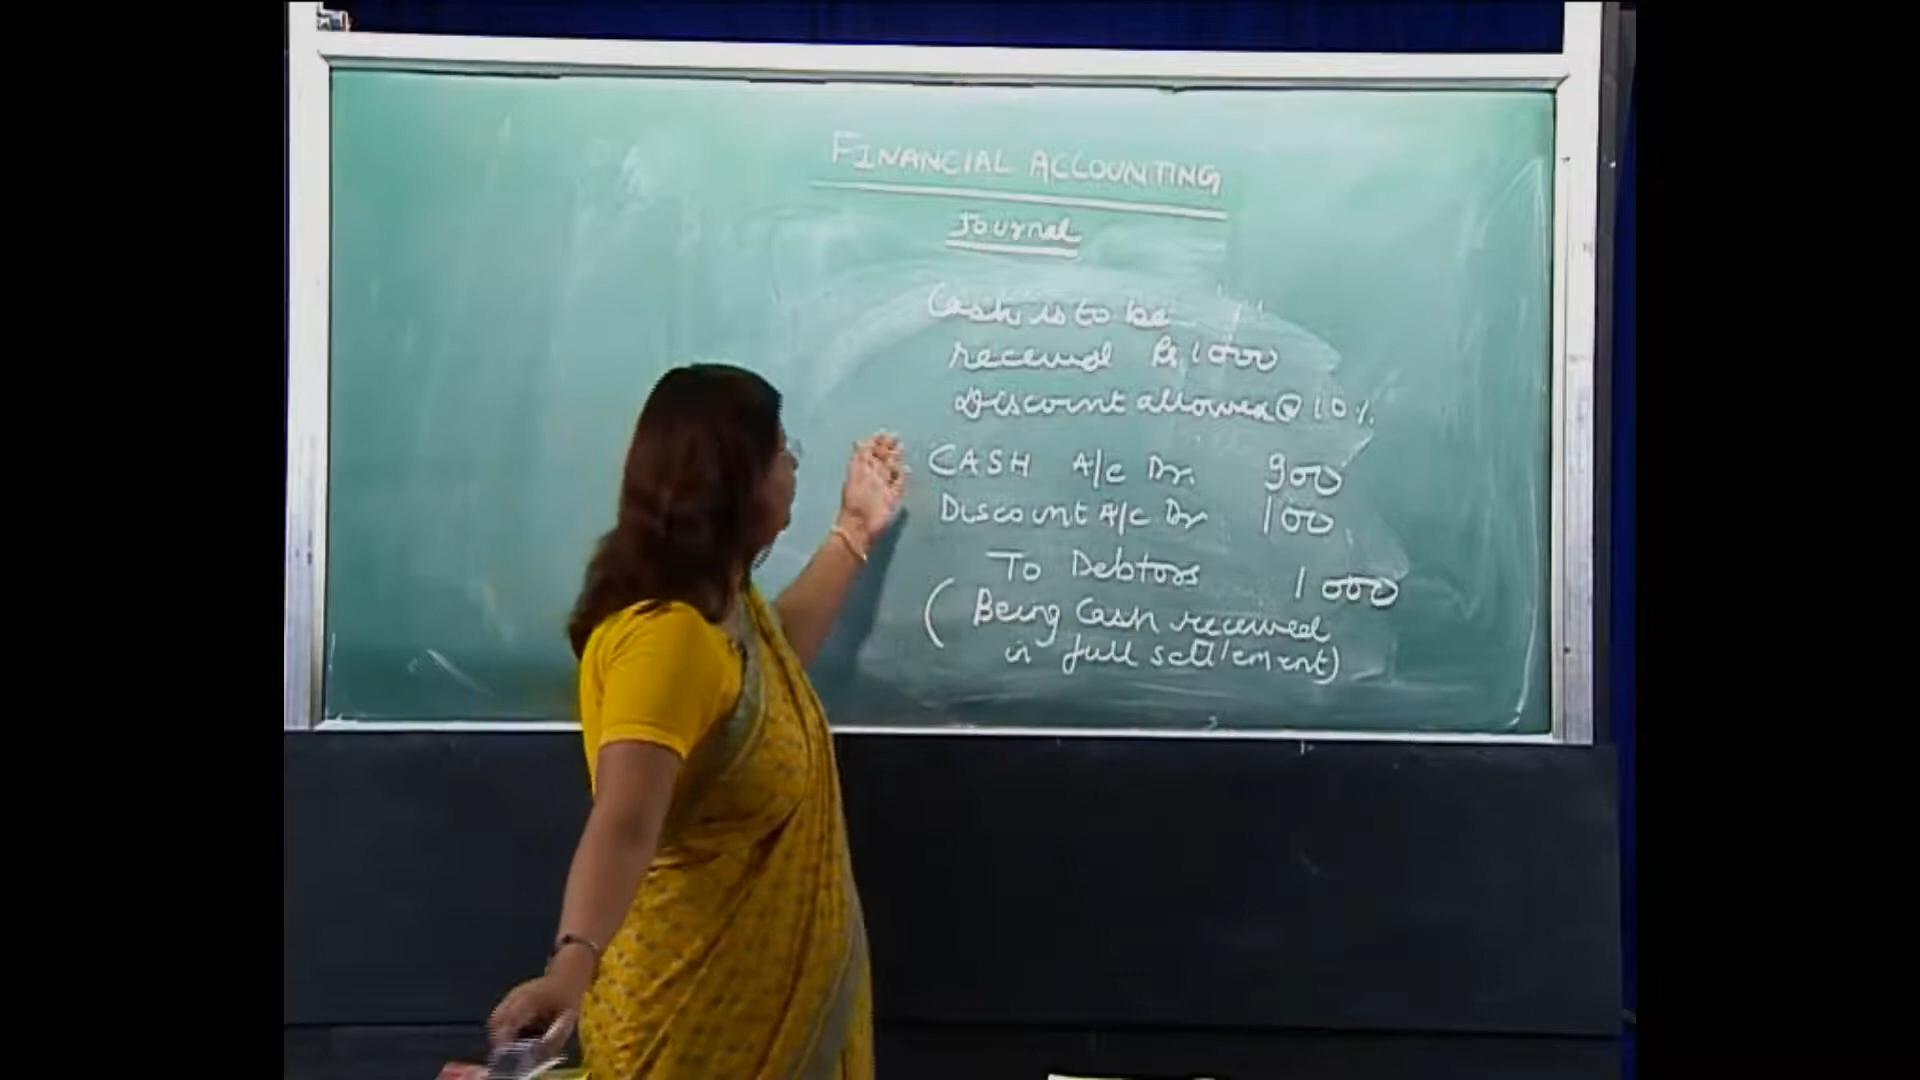 FINANCIAL ACCOUNTING
Journal
Cash is to be
received Rs. 1000
Discount allowed @ 10%
CASH A/c Dr. 900
Discount A/c Dr 100
To Debtors 1000
(Being Cash received
in full settlement)